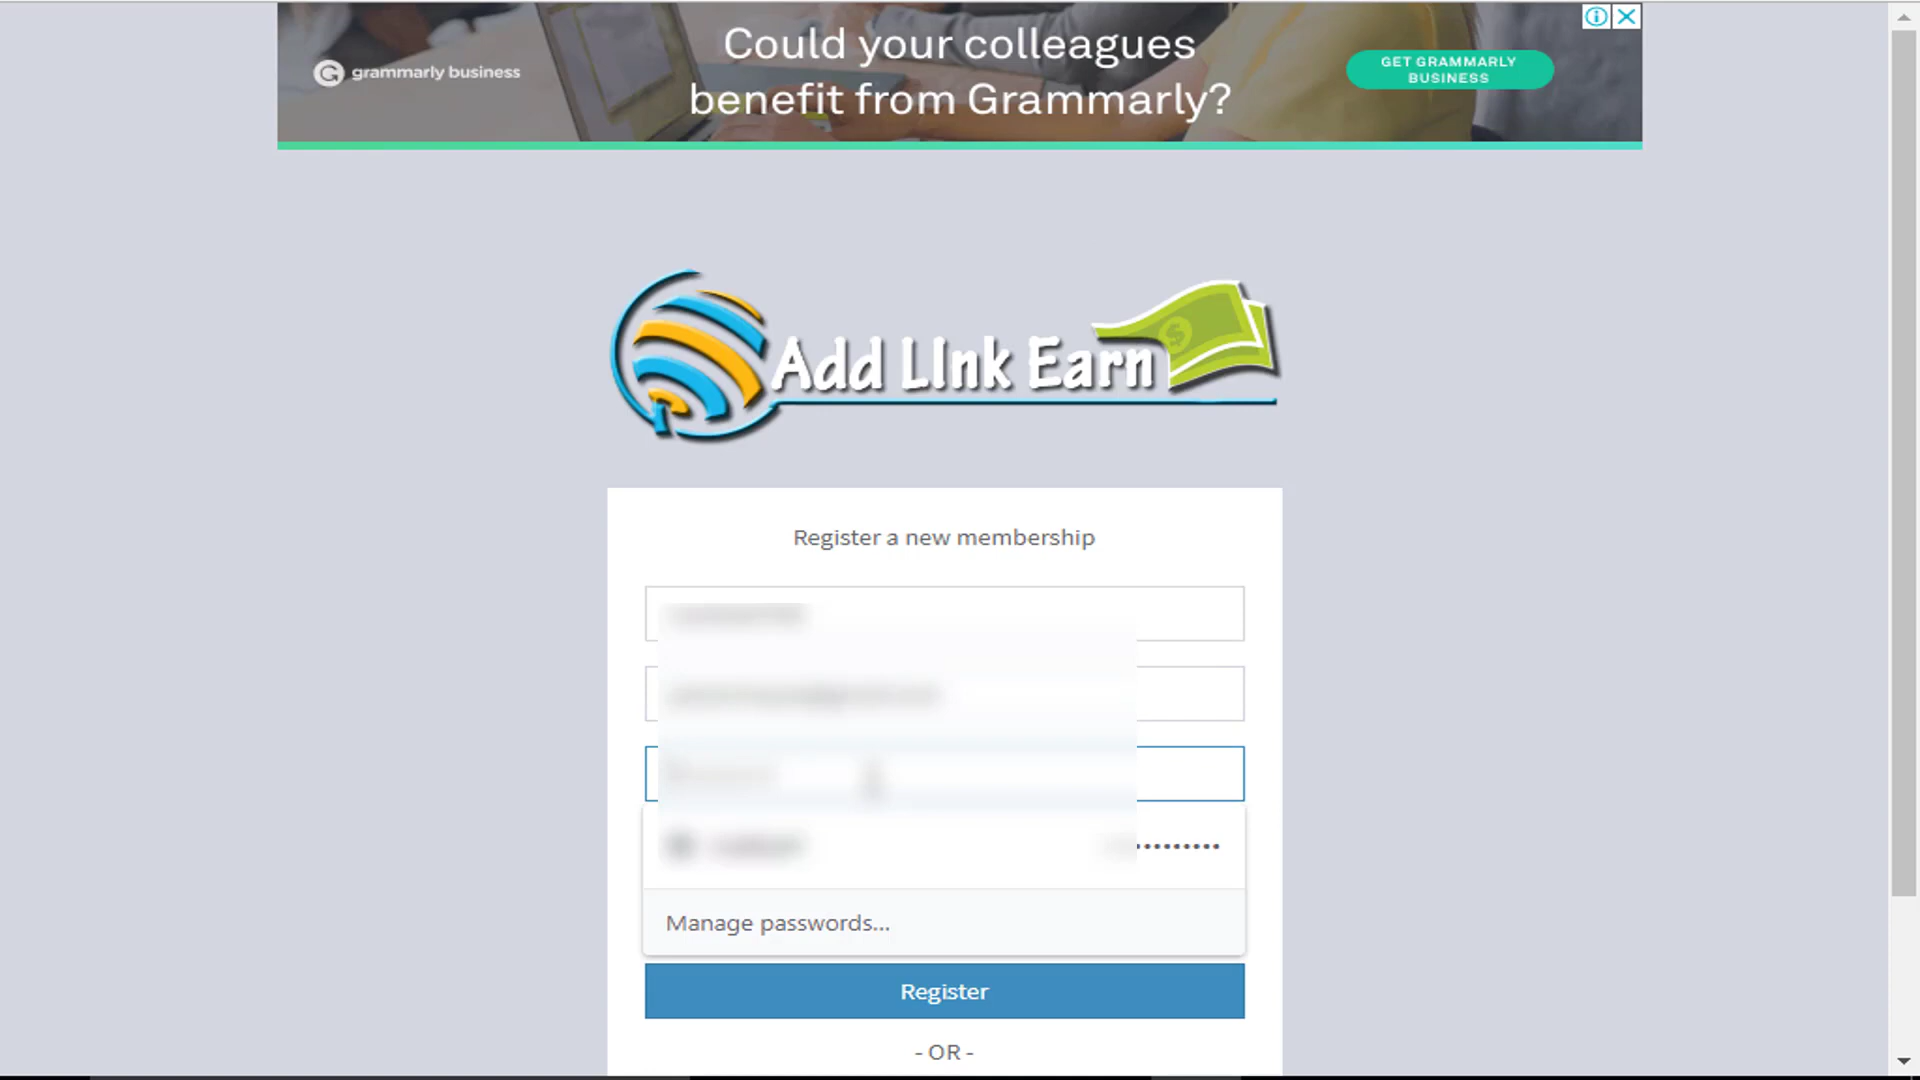 Could your colleagues
grammarly business
benefit from Grammarly?
GET GRAMMARLY
BUSINESS
Add LInk Earn
Register a new membership
Manage passwords...
Register
- OR -